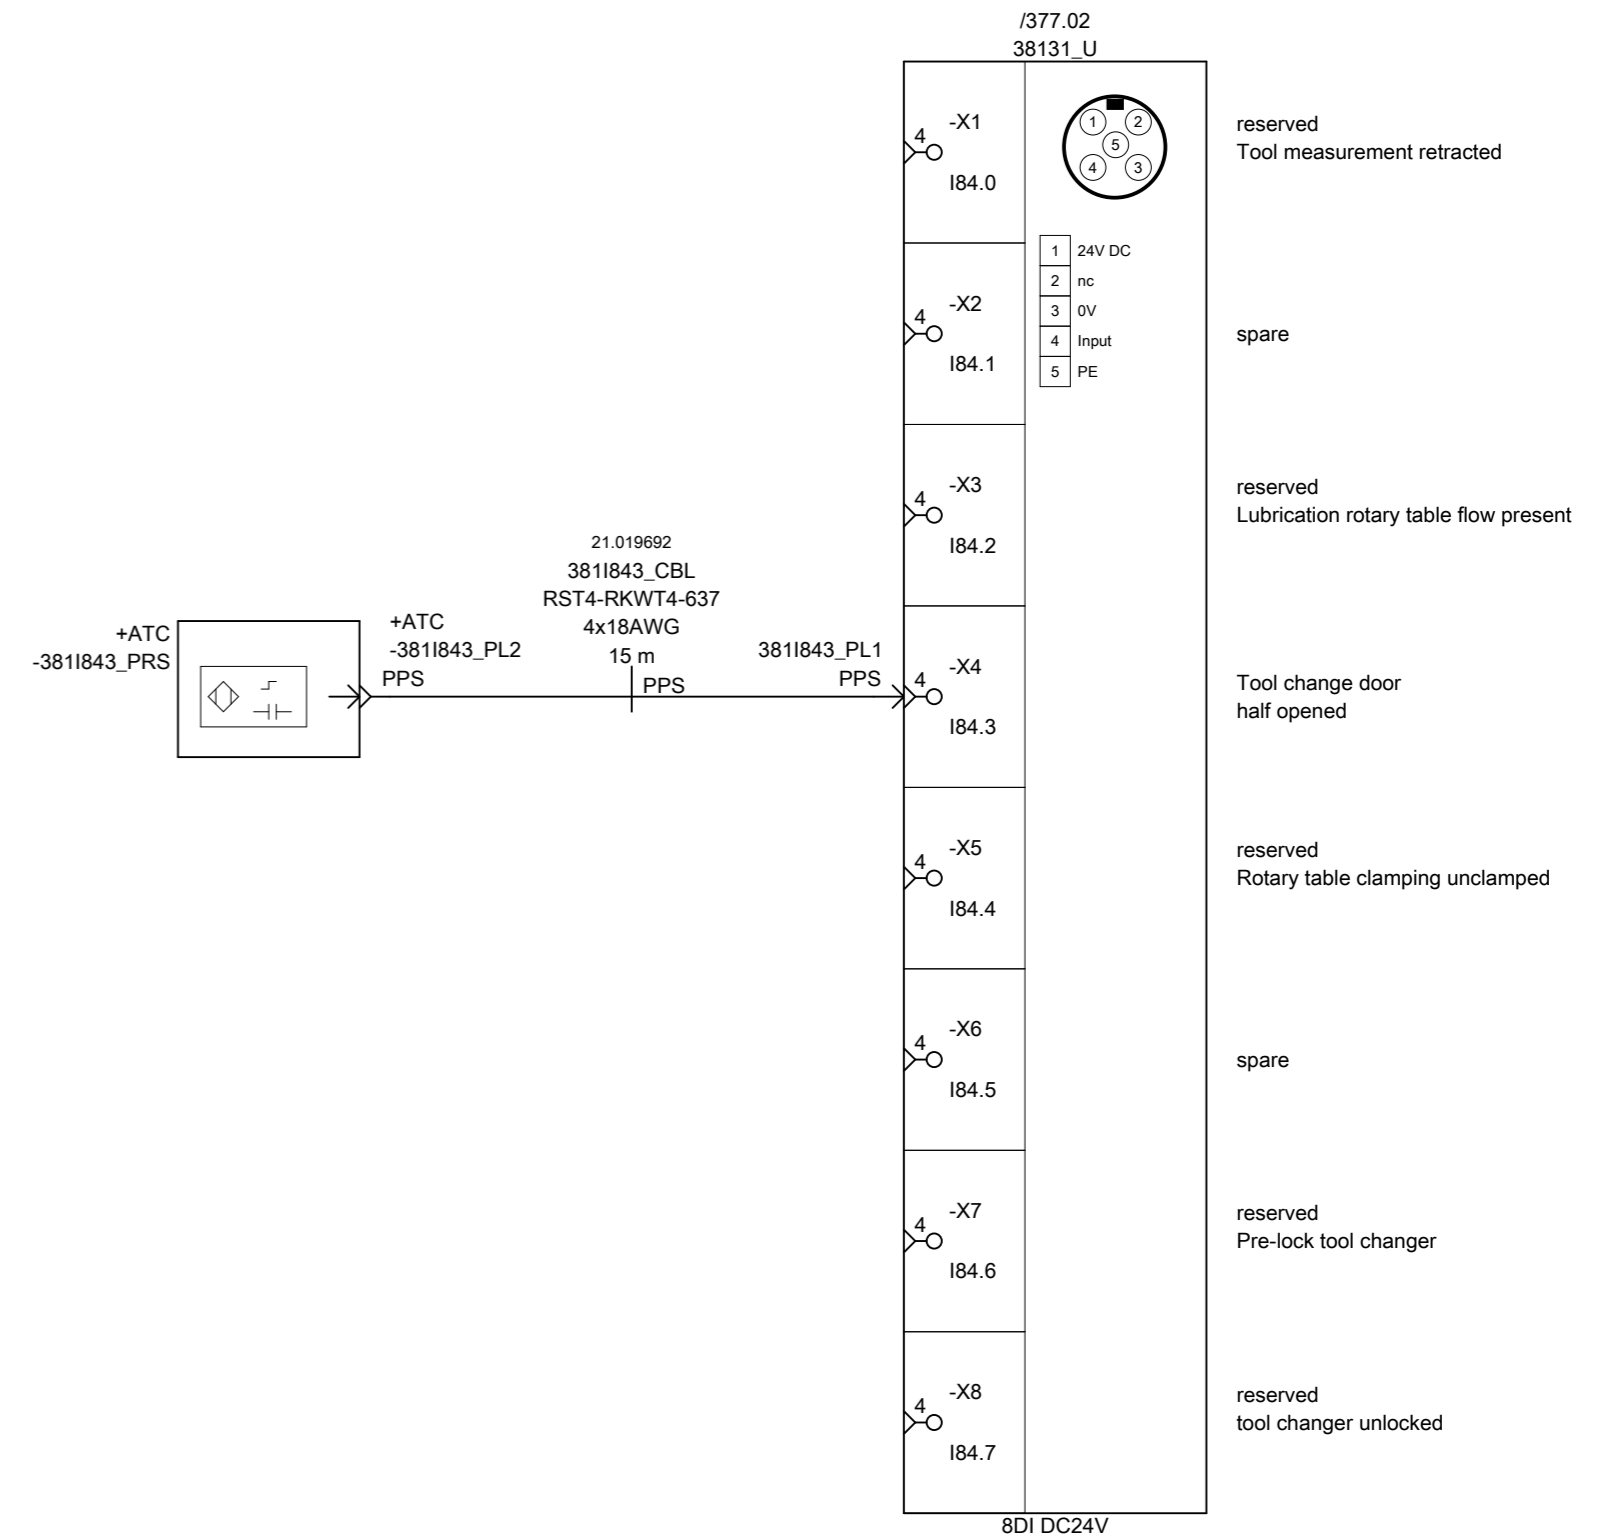 /377.02
38131_U
4
-X1
I84.0
1
2
5
4
3
reserved
Tool measurement retracted
1 24V DC
2 nc
3 0V
4 Input
5 PE
4
-X2
I84.1
spare
4
-X3
I84.2
reserved
Lubrication rotary table flow present
+ATC
-381I843_PRS
+ATC
-381I843_PL2
PPS
21.019692
381I843_CBL
RST4-RKWT4-637
4x18AWG
15 m
PPS
381I843_PL1
PPS
4
-X4
I84.3
Tool change door
half opened
4
-X5
I84.4
reserved
Rotary table clamping unclamped
4
-X6
I84.5
spare
4
-X7
I84.6
reserved
Pre-lock tool changer
4
-X8
I84.7
reserved
tool changer unlocked
8DI DC24V